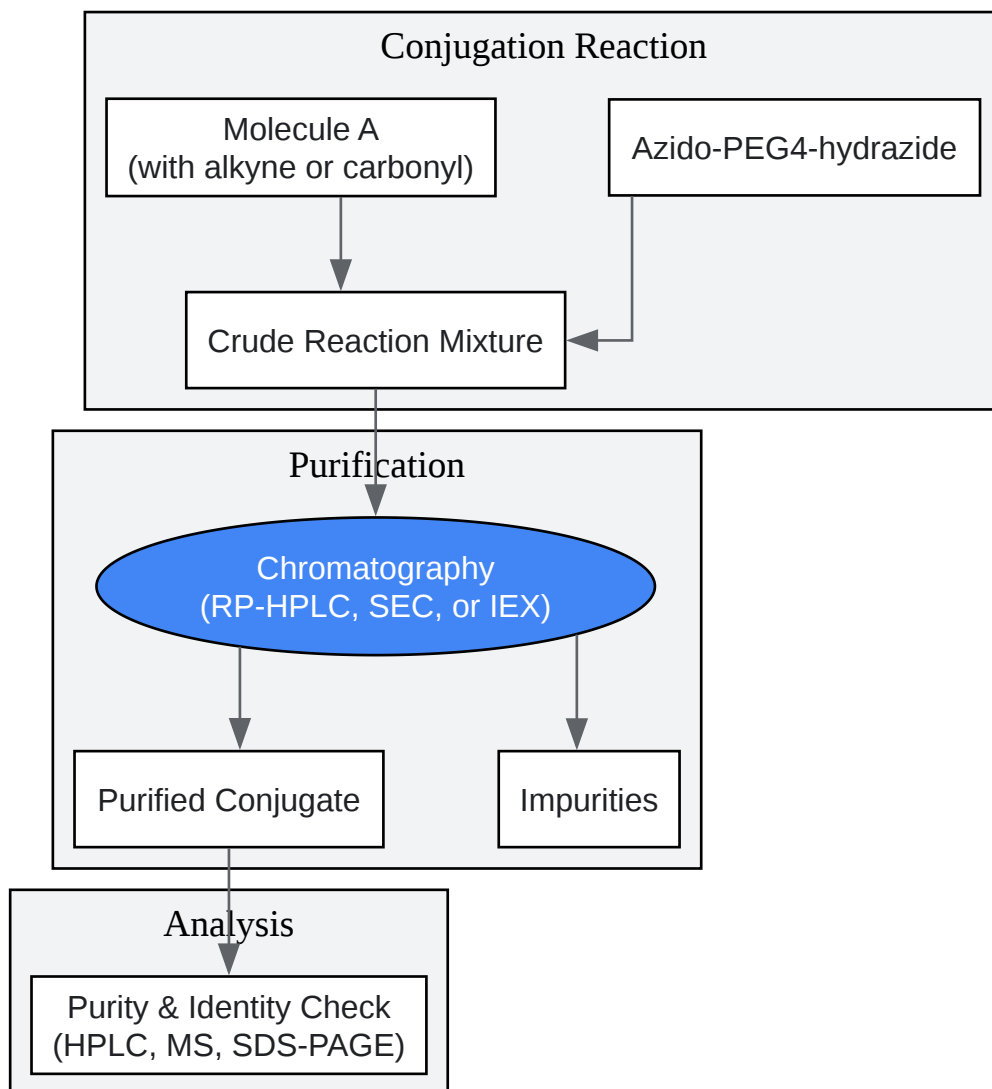 Conjugation Reaction
Molecule A
(with alkyne or carbonyl)
Azido-PEG4-hydrazide
Crude Reaction Mixture
Purification
Chromatography
(RP-HPLC, SEC, or IEX)
Purified Conjugate
Impurities
Analysis
Purity & Identity Check
(HPLC, MS, SDS-PAGE)